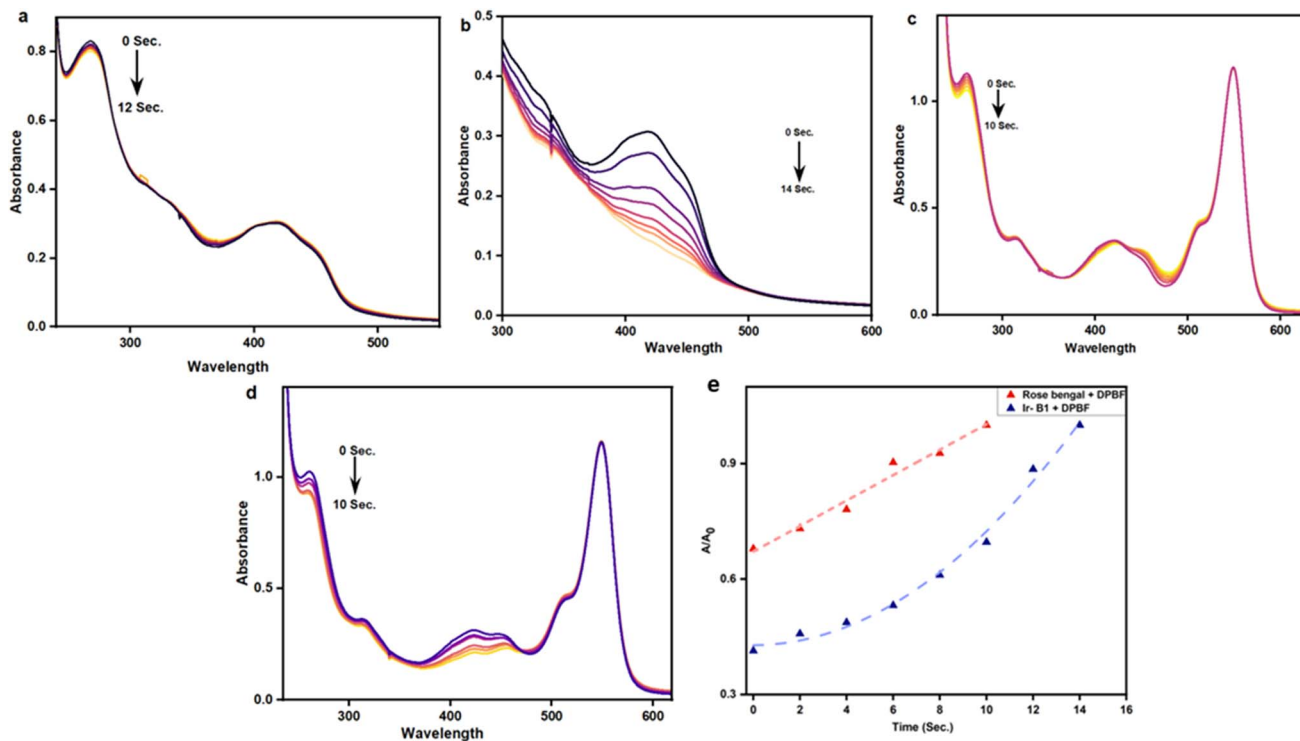 a
0 Sec.
12 Sec.
Absorbance
0.8
0.6
0.4
0.2
0.0
300
400
500
Wavelength
b
0 Sec.
14 Sec.
Absorbance
0.5
0.4
0.3
0.2
0.1
0.0
300
400
500
600
Wavelength
c
0 Sec.
10 Sec.
Absorbance
1.0
0.5
0.0
300
400
500
600
Wavelength
d
0 Sec.
10 Sec.
Absorbance
1.0
0.5
0.0
300
400
500
600
Wavelength
e
Rose bengal + DPBF
Ir- B1 + DPBF
A/A0
0.9
0.6
0.3
0
2
4
6
8
10
12
14
16
Time (Sec.)